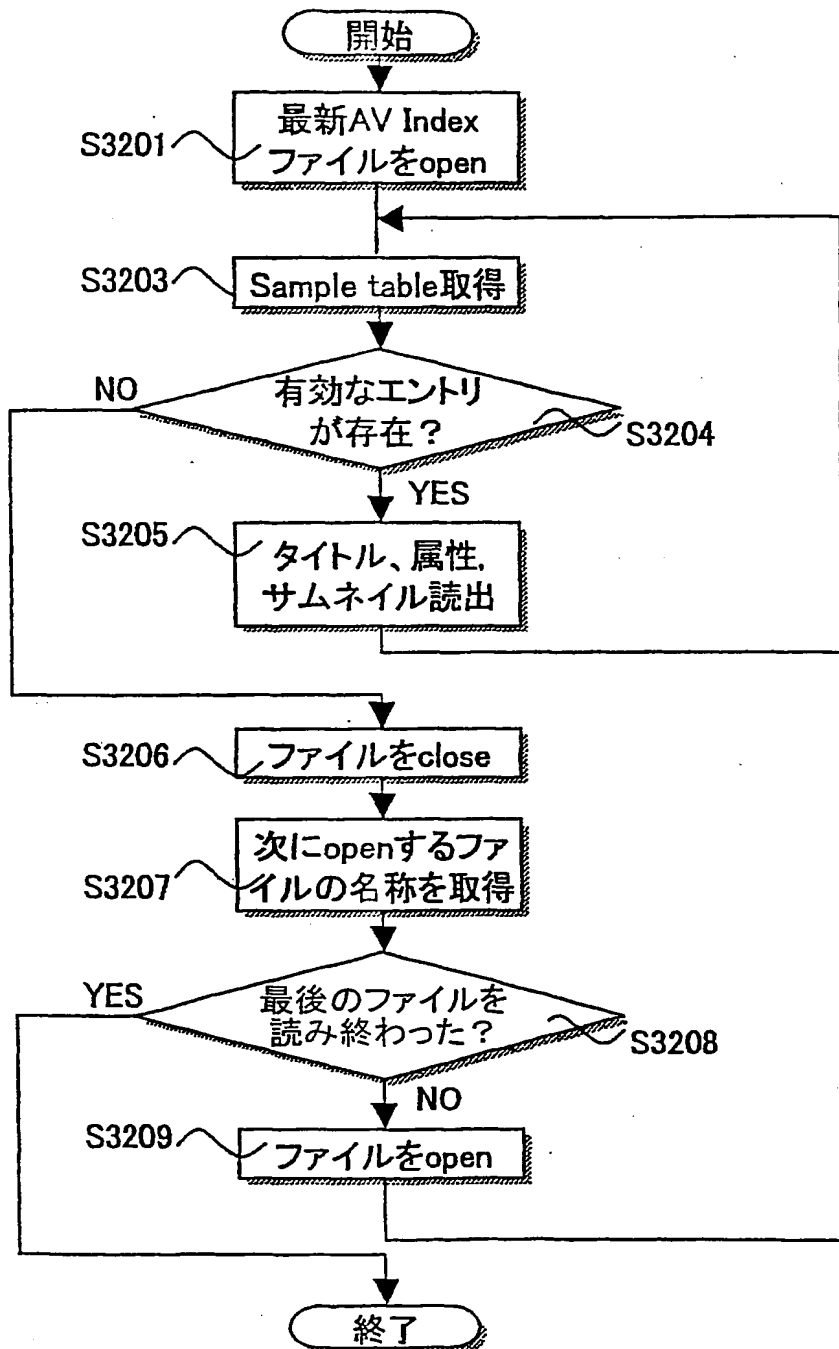 開始
最新AV Index
ファイルをopen
S3201
S3203
Sample table取得
NO
有効なエントリ
が存在？
S3204
YES
S3205
タイトル、属性,
サムネイル読出
S3206
ファイルをclose
次にopenするファ
イルの名称を取得
S3207
YES
最後のファイルを
読み終わった？
S3208
NO
S3209
ファイルをopen
終了